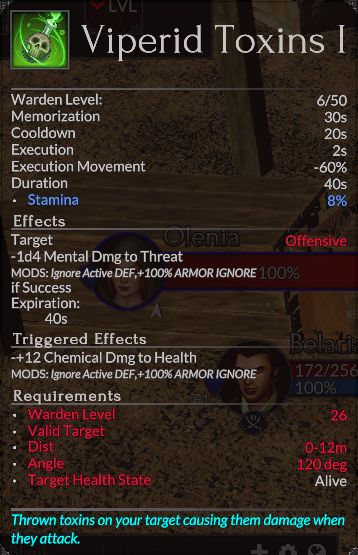 LVL
Viperid Toxins I
Warden Level: 6/50
Memorization 30s
Cooldown 20s
Execution 2s
Execution Movement -60%
Duration 40s
• Stamina 8%
Effects
Target Offensive
Olenia
-1d4 Mental Dmg to Threat
MODS: Ignore Active DEF,+100% ARMOR IGNORE
100%
if Success
Expiration:
40s
Triggered Effects
-+12 Chemical Dmg to Health
Belaria
MODS: Ignore Active DEF,+100% ARMOR IGNORE
172/256
100%
Requirements
• Warden Level 26
• Valid Target
• Dist 0-12m
• Angle 120 deg
• Target Health State Alive
Thrown toxins on your target causing them damage when
they attack.